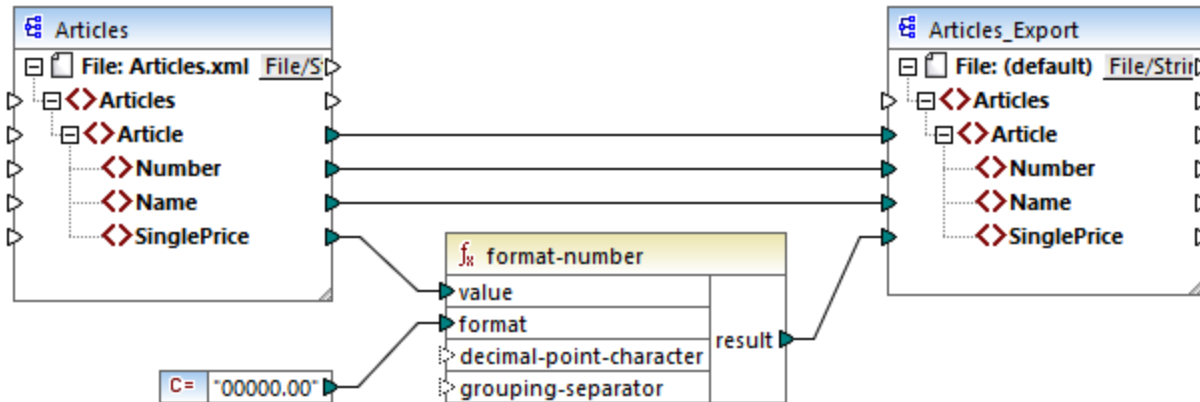 Articles
File: Articles.xml File/S
Articles
Article
Number
Name
SinglePrice
format-number
value
format
decimal-point-character
grouping-separator
result
C= "00000.00"
Articles_Export
File: (default) File/Strin
Articles
Article
Number
Name
SinglePrice